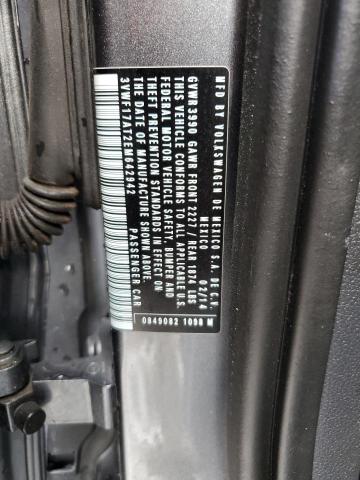 MFD BY VOLKSWAGEN DE MEXICO S.A. DE C.V.
MEXICO 02/14
GVWR 3990 GAWR FRONT 2227// REAR 1874 LBS
THIS VEHICLE CONFORMS TO ALL APPLICABLE U.S.
FEDERAL MOTOR VEHICLE SAFETY, BUMPER AND
THEFT PREVENTION STANDARDS IN EFFECT ON
THE DATE OF MANUFACTURE SHOWN ABOVE.
3VWF17AT2EM642842 PASSENGER CAR
0849082 1098 M